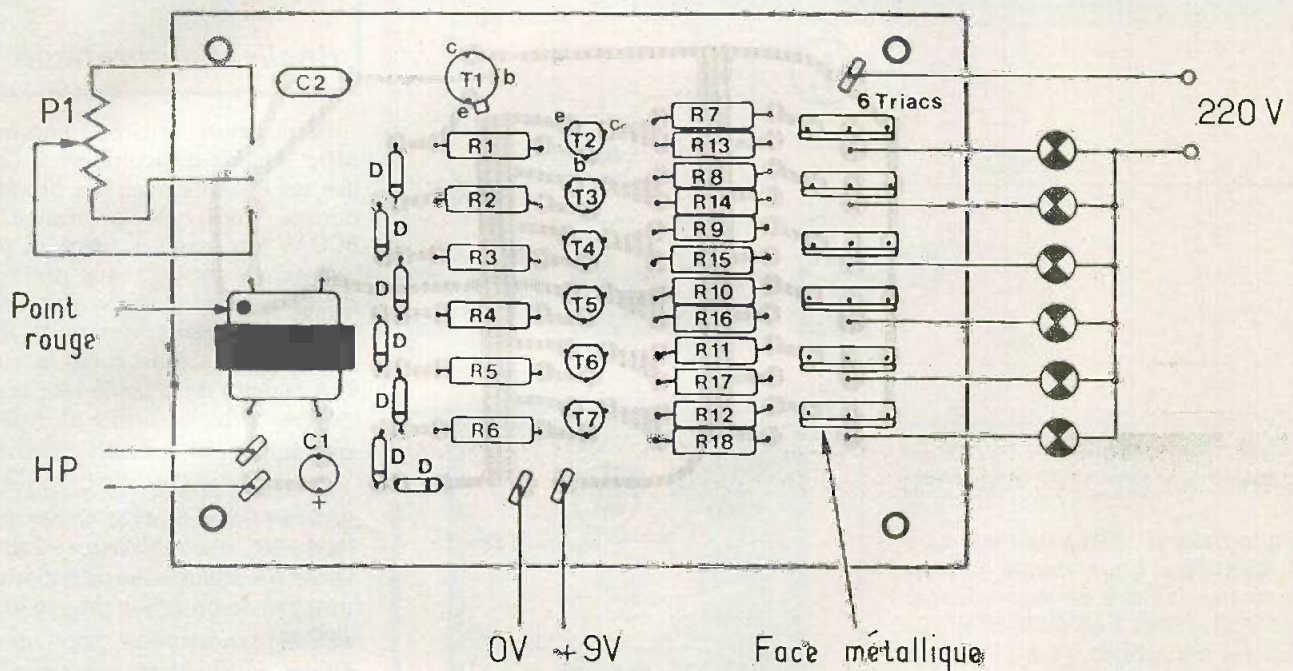 P1
C2
c
T1
b
e
6 Triacs
220 V
D
R1
e
T2
c
b
R7
R13
R2
T3
R8
R14
D
R9
R3
T4
R15
D
R10
R4
T5
R16
D
R11
R5
T6
R17
D
R12
R6
T7
R18
D
D
Point
rouge
HP
C1
+
0V
+9V
Face métallique